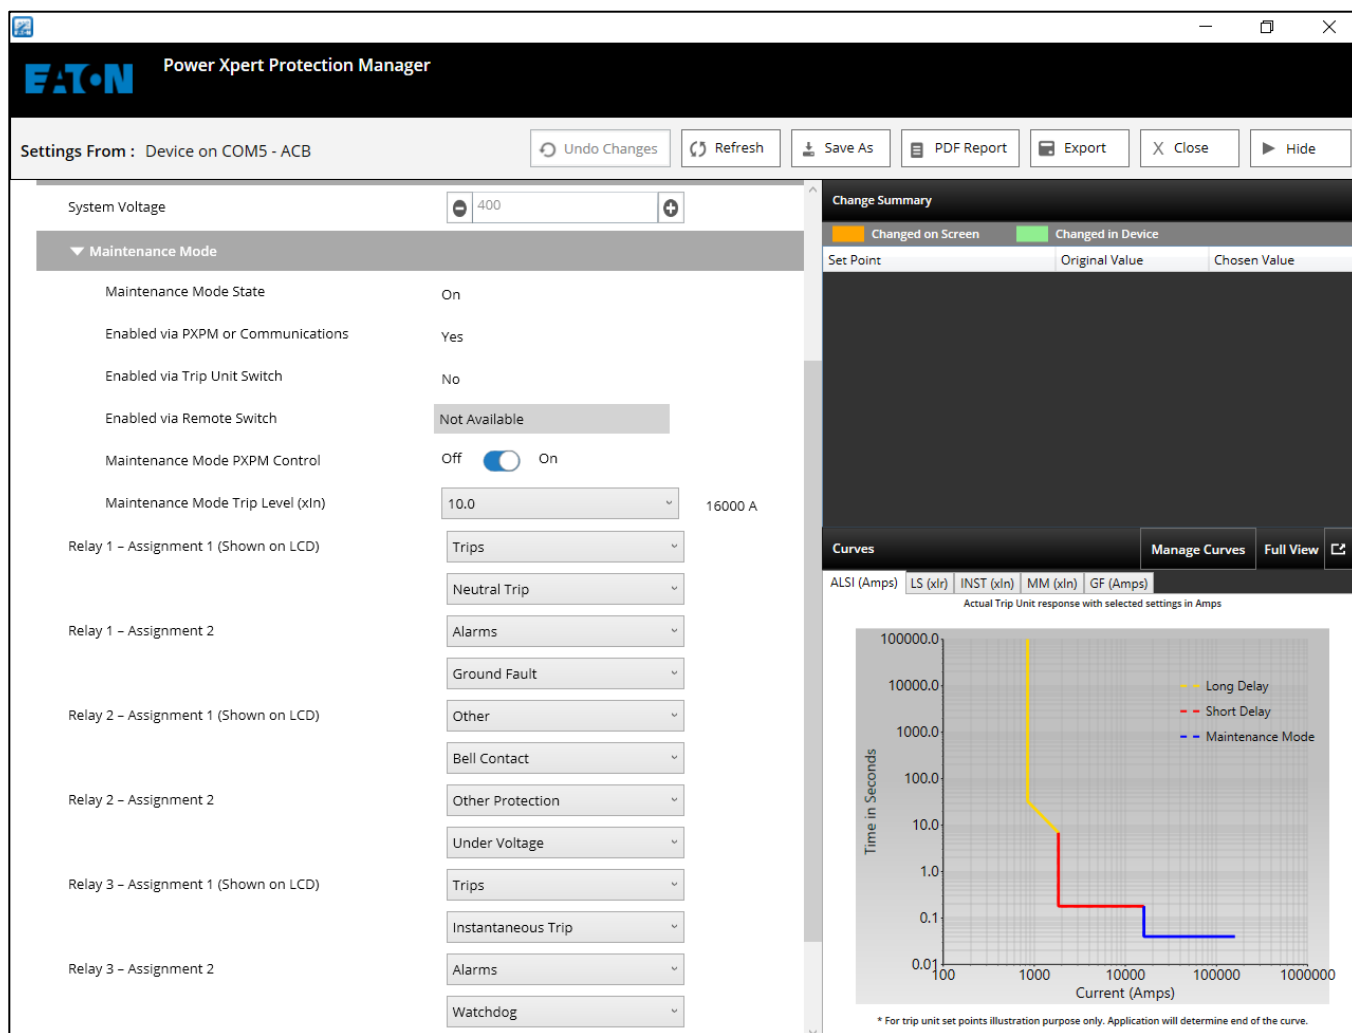 EATON
Power Xpert Protection Manager
Settings From : Device on COM5 - ACB
Undo Changes
Refresh
Save As
PDF Report
Export
X Close
Hide
System Voltage 400
Maintenance Mode
Maintenance Mode State On
Enabled via PXPM or Communications Yes
Enabled via Trip Unit Switch No
Enabled via Remote Switch Not Available
Maintenance Mode PXPM Control Off On
Maintenance Mode Trip Level (xIn) 10.0 16000 A
Relay 1 – Assignment 1 (Shown on LCD) Trips
Neutral Trip
Relay 1 – Assignment 2 Alarms
Ground Fault
Relay 2 – Assignment 1 (Shown on LCD) Other
Bell Contact
Relay 2 – Assignment 2 Other Protection
Under Voltage
Relay 3 – Assignment 1 (Shown on LCD) Trips
Instantaneous Trip
Relay 3 – Assignment 2 Alarms
Watchdog
Change Summary
Changed on Screen Changed in Device
Set Point Original Value Chosen Value
Curves Manage Curves Full View
ALSI (Amps) LS (xIr) INST (xIn) MM (xIn) GF (Amps)
Actual Trip Unit response with selected settings in Amps
100000.0
10000.0
1000.0
100.0
10.0
1.0
0.1
0.01
Time in Seconds
Long Delay
Short Delay
Maintenance Mode
100 1000 10000 100000 1000000
Current (Amps)
* For trip unit set points illustration purpose only. Application will determine end of the curve.